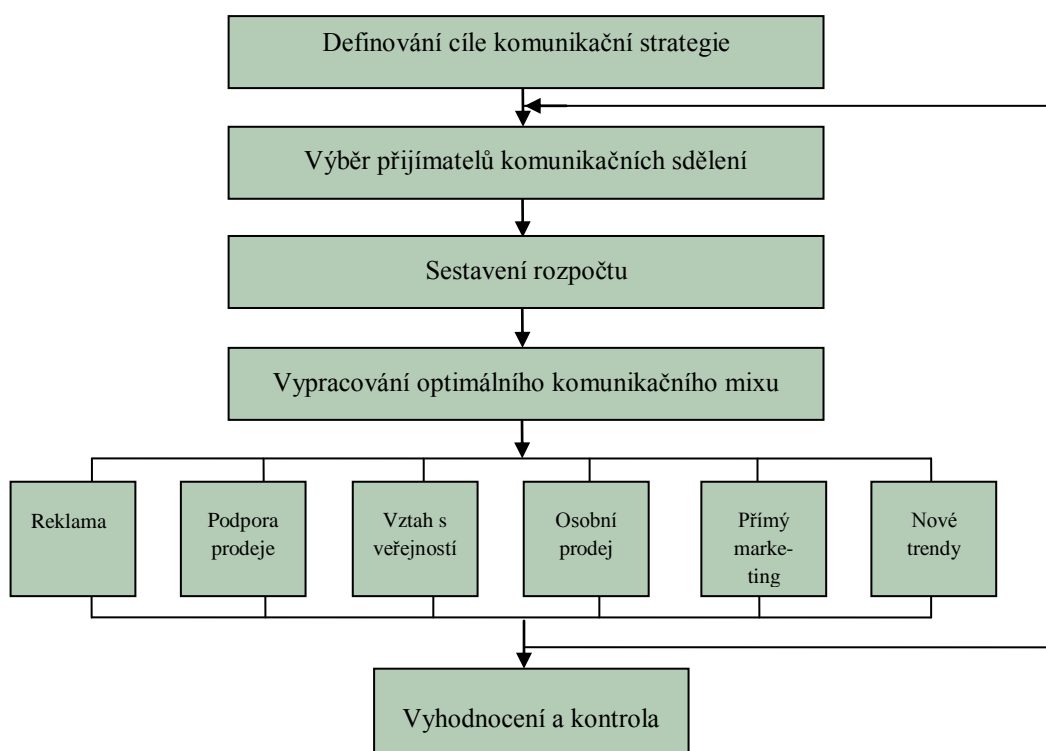 Definování cíle komunikační strategie
Výběr přijímatelů komunikačních sdělení
Sestavení rozpočtu
Vypracování optimálního komunikačního mixu
Reklama
Podpora
prodeje
Vztah s
veřejností
Osobní
prodej
Přímý
marke-
ting
Nové
trendy
Vyhodnocení a kontrola